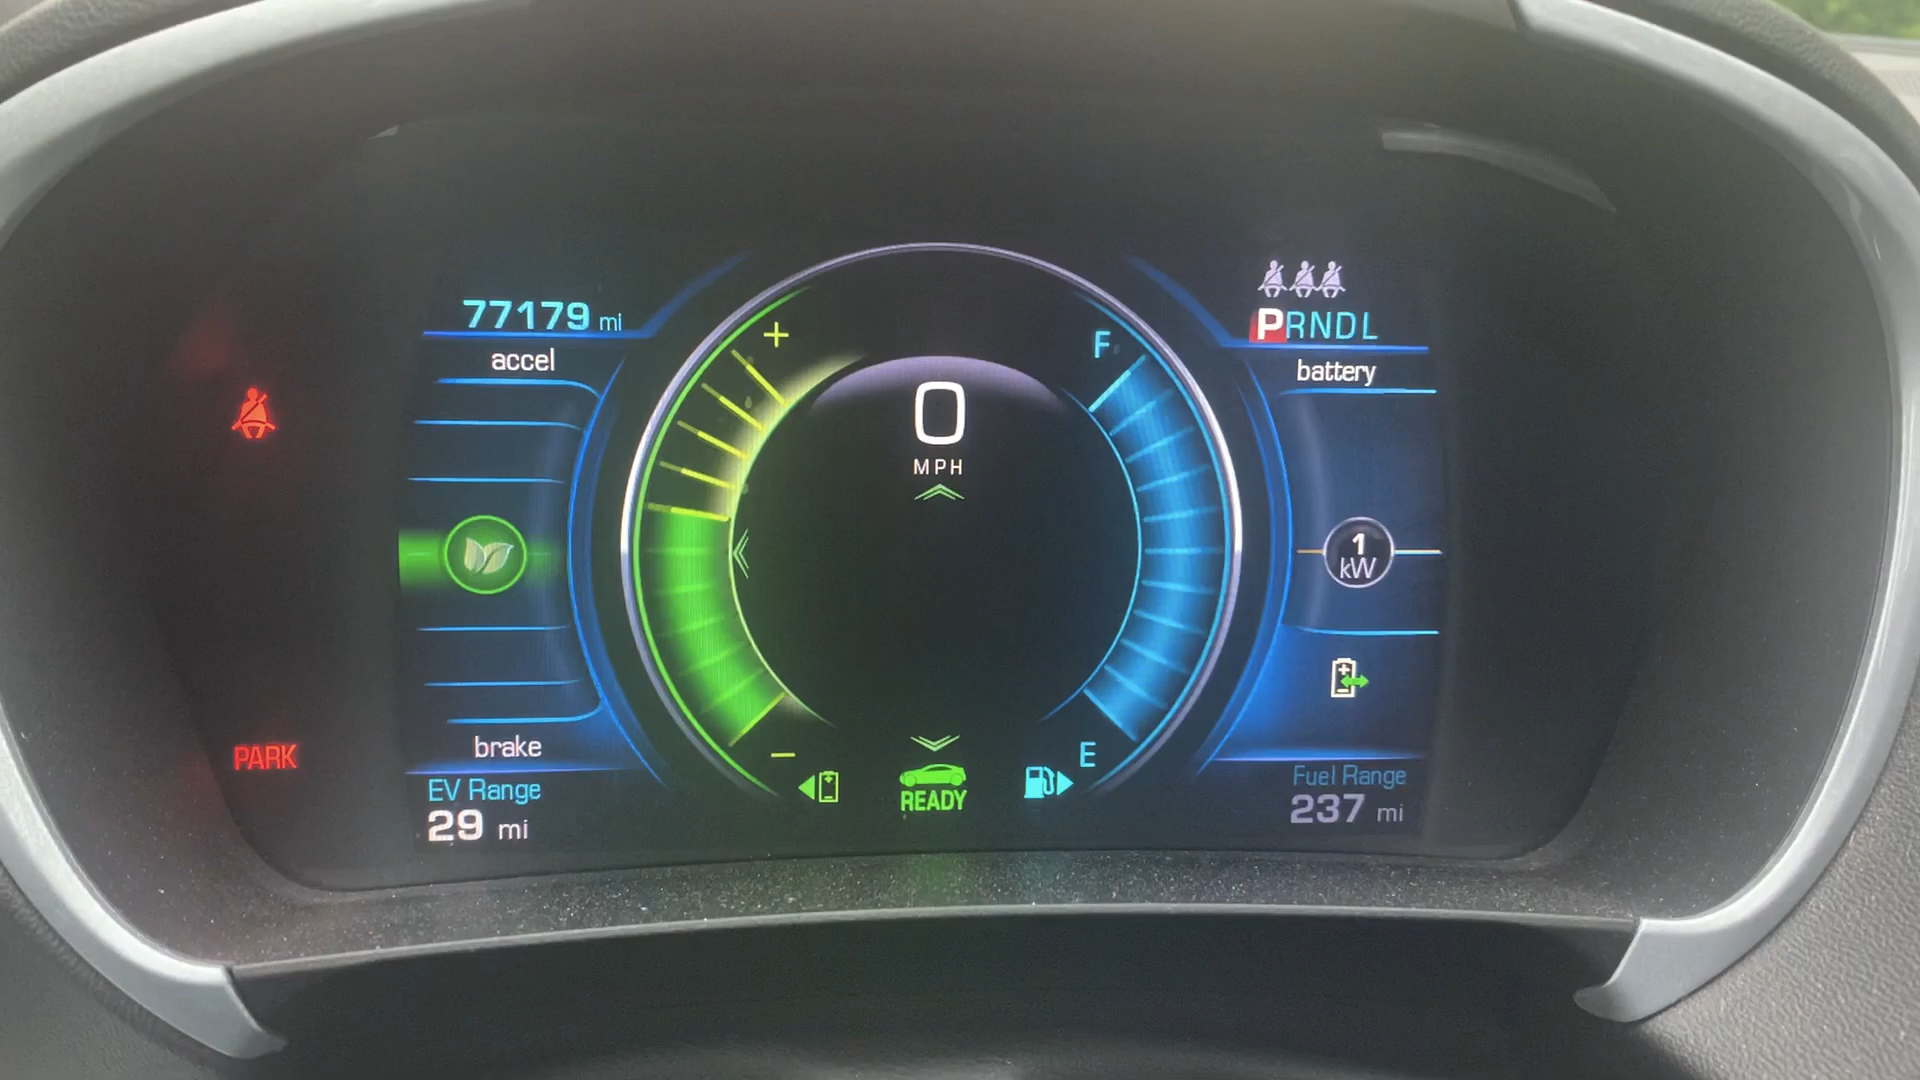 77179 mi
PRNDL
accel
battery
+
F
0
MPH
1
kW
PARK
brake
−
E
EV Range
29 mi
READY
Fuel Range
237 mi